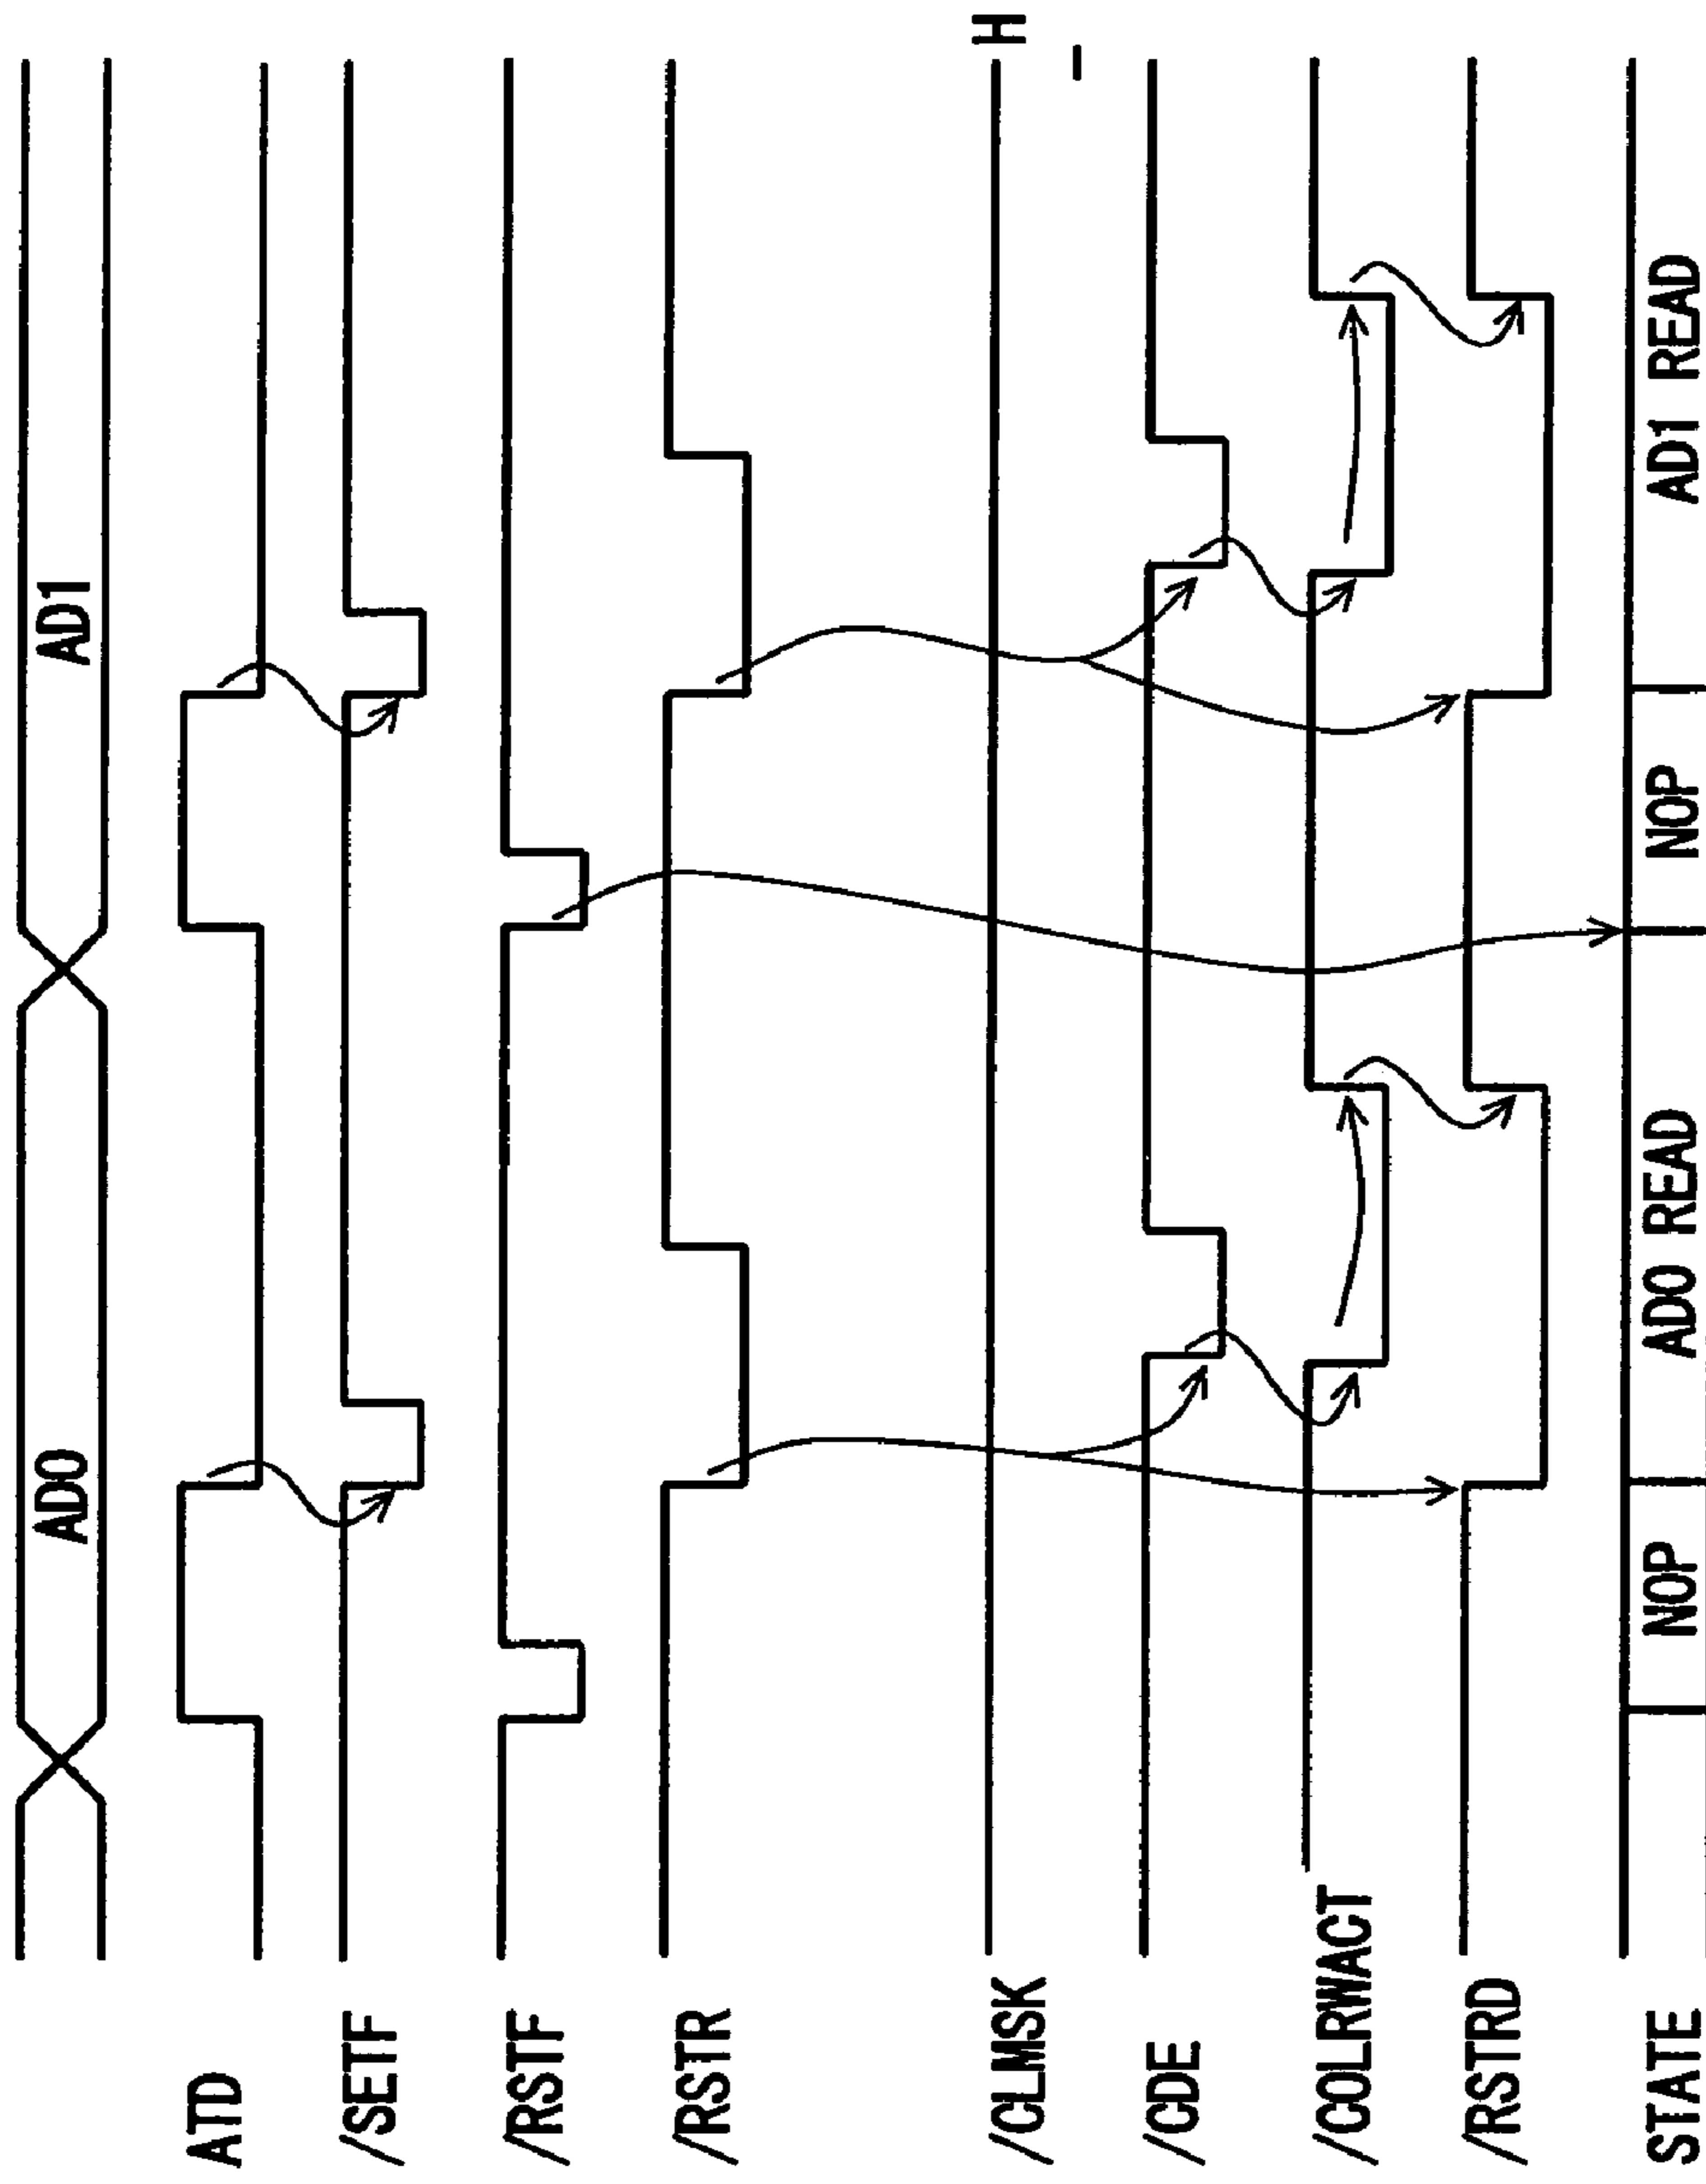 AD0 AD1
ATD
/SETF
/RSTF
/RSTR
/CLMSK H
/CDE
/COLRWACT
/RSTRD
STATE NOP AD0 READ NOP AD1 READ